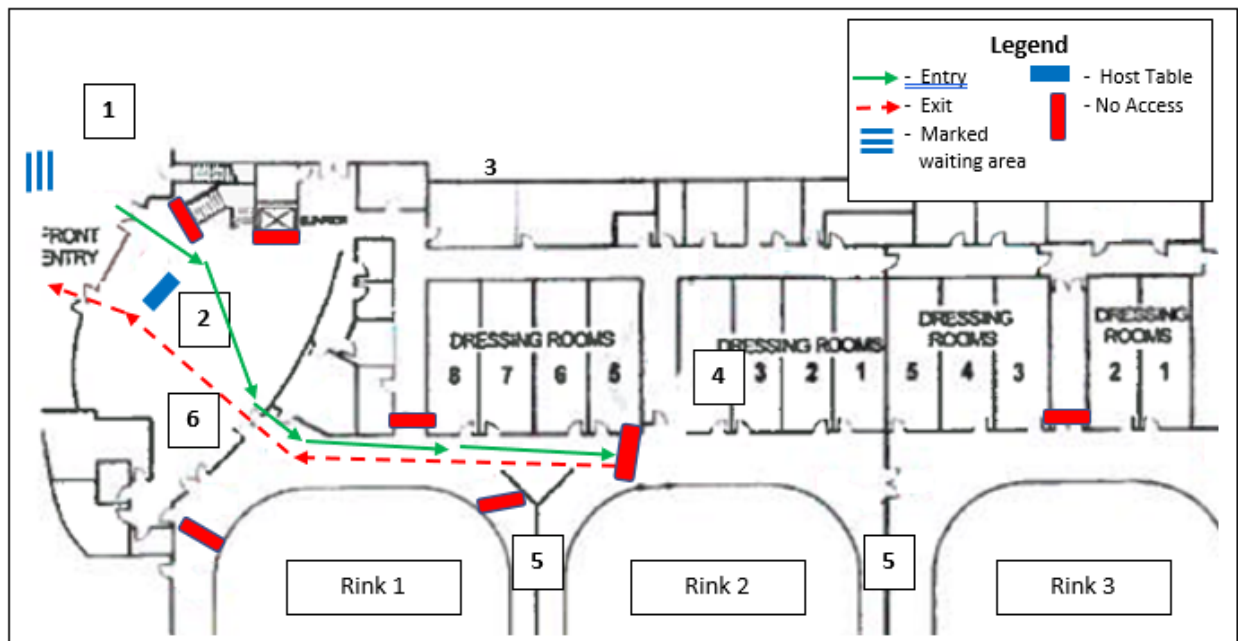 Legend
- Entry
- Host Table
- Exit
- No Access
- Marked
waiting area
1
3
FRONT
ENTRY
2
DRESSING ROOMS
8 7 6 5
DRESSING ROOMS
4 3 2 1
DRESSING
ROOMS
5 4 3
DRESSING
ROOMS
2 1
6
5
5
Rink 1
Rink 2
Rink 3